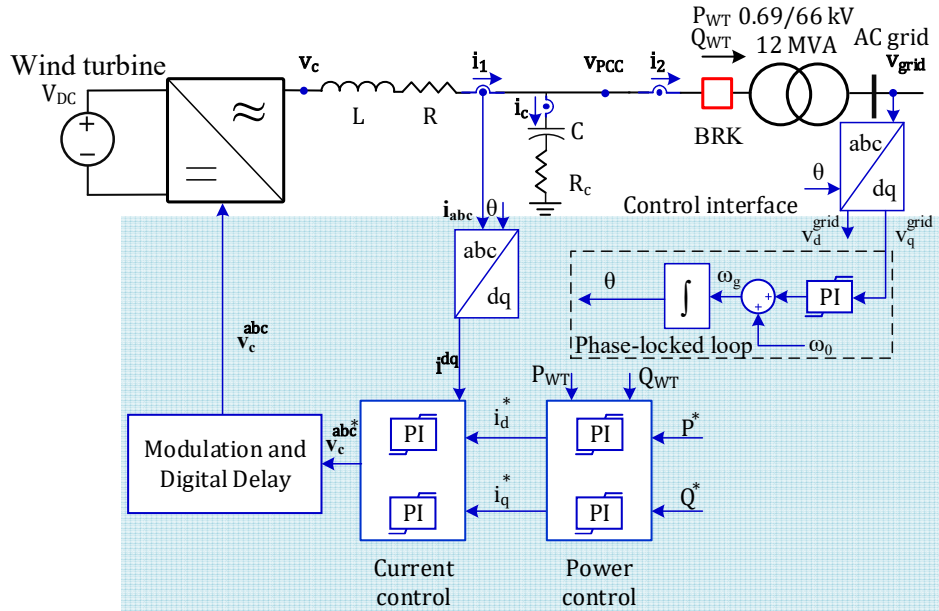 P_WT 0.69/66 kV
Q_WT 12 MVA
AC grid
v_grid
Wind turbine
V_DC
v_c
L
R
i_1
i_c
C
R_c
v_PCC
i_2
BRK
abc
dq
θ
Control interface
v_d^grid
v_q^grid
i_abc
θ
abc
dq
θ
∫
ω_g
+
+
PI
ω_0
Phase-locked loop
v_c^abc
i^dq
P_WT
Q_WT
Modulation and
Digital Delay
v_c^abc*
PI
PI
i_d^*
i_q^*
PI
PI
P^*
Q^*
Current
control
Power
control